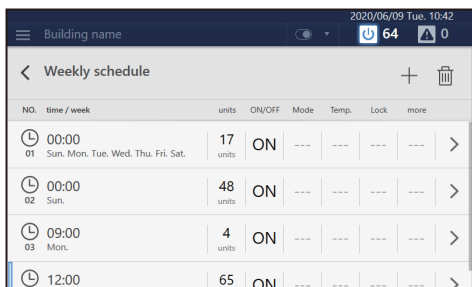 2020/06/09 Tue. 10:42
Building name 64 0
Weekly schedule
NO. time / week units ON/OFF Mode Temp. Lock more
00:00 17 ON --- --- --- ---
01 Sun. Mon. Tue. Wed. Thu. Fri. Sat. units
00:00 48 ON --- --- --- ---
02 Sun. units
09:00 4 ON --- --- --- ---
03 Mon. units
12:00 65 ON --- --- --- ---